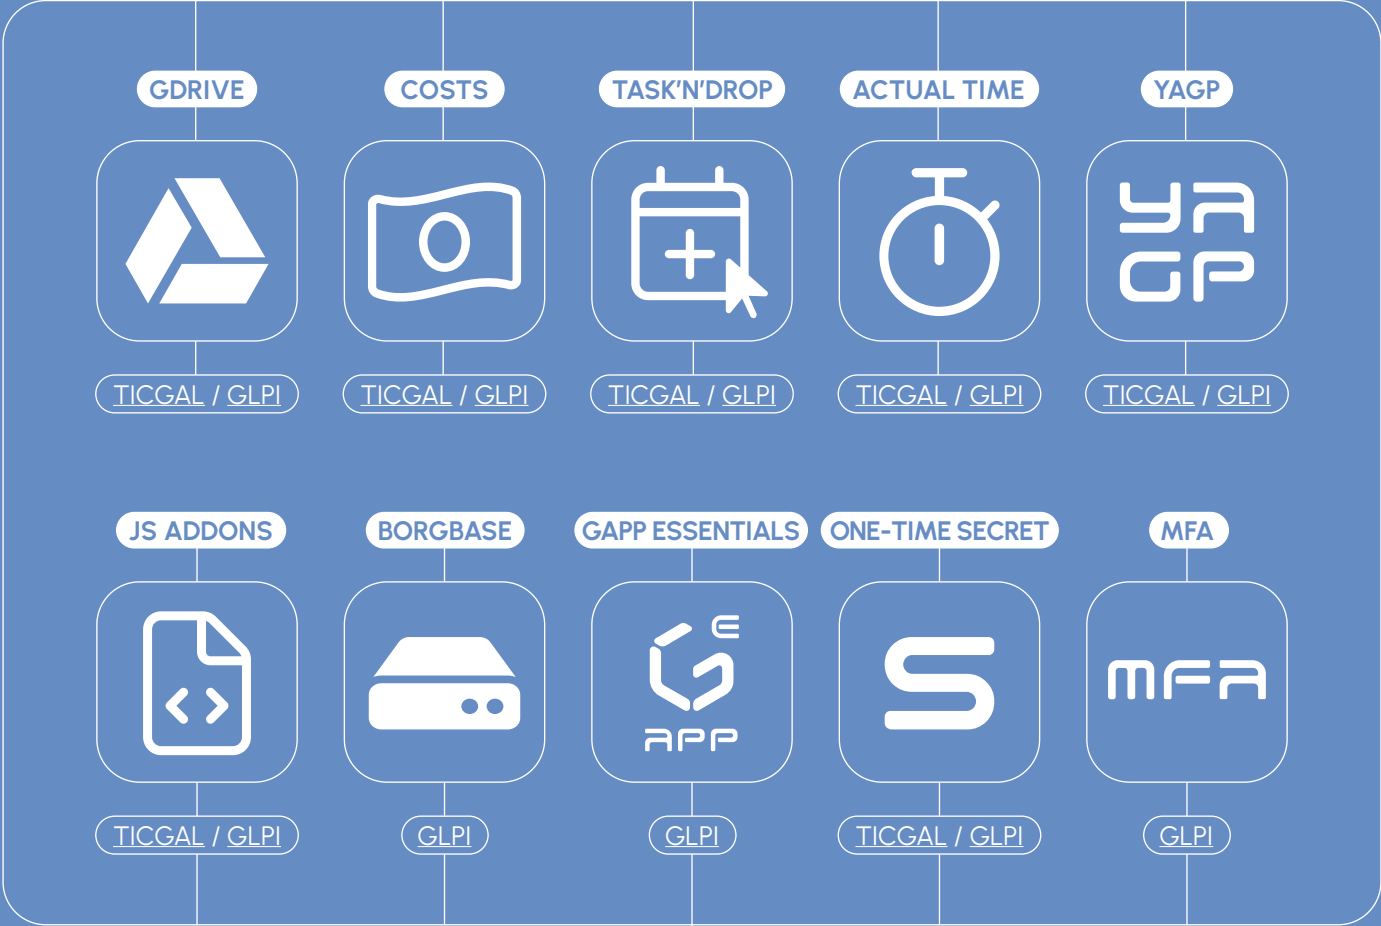 GDRIVE
COSTS
TASK'N'DROP
ACTUAL TIME
YAGP
YA
GP
TICGAL / GLPI
TICGAL / GLPI
TICGAL / GLPI
TICGAL / GLPI
TICGAL / GLPI
JS ADDONS
BORGBASE
GAPP ESSENTIALS
ONE-TIME SECRET
MFA
E
G
APP
S
MFA
TICGAL / GLPI
GLPI
GLPI
TICGAL / GLPI
GLPI